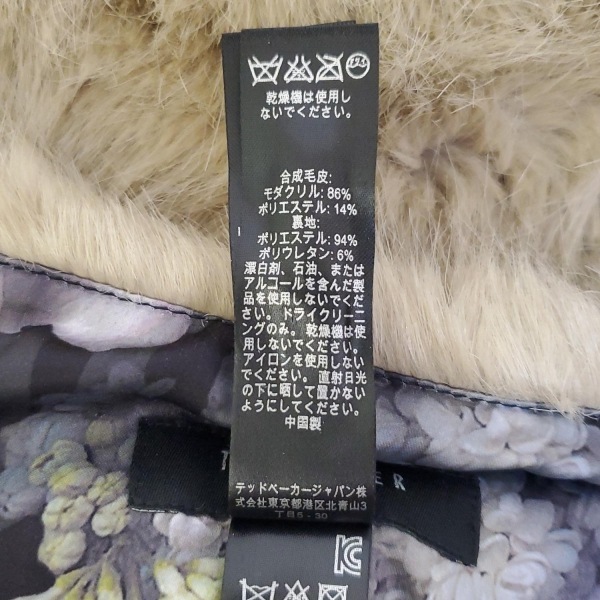 乾燥機は使用し
ないでください。
合成毛皮:
モダクリル: 86%
ポリエステル: 14%
裏地:
ポリエステル: 94%
ポリウレタン: 6%
漂白剤、石油、または
アルコールを含んだ製
品を使用しないでくだ
さい。ドライクリーニ
ングのみ。乾燥機は使
用しないでください。
アイロンを使用しない
でください。直射日光
の下に晒して置かない
ようにしてください。
中国製
テッドベーカージャパン株
式会社東京都港区北青山3
丁目5-30